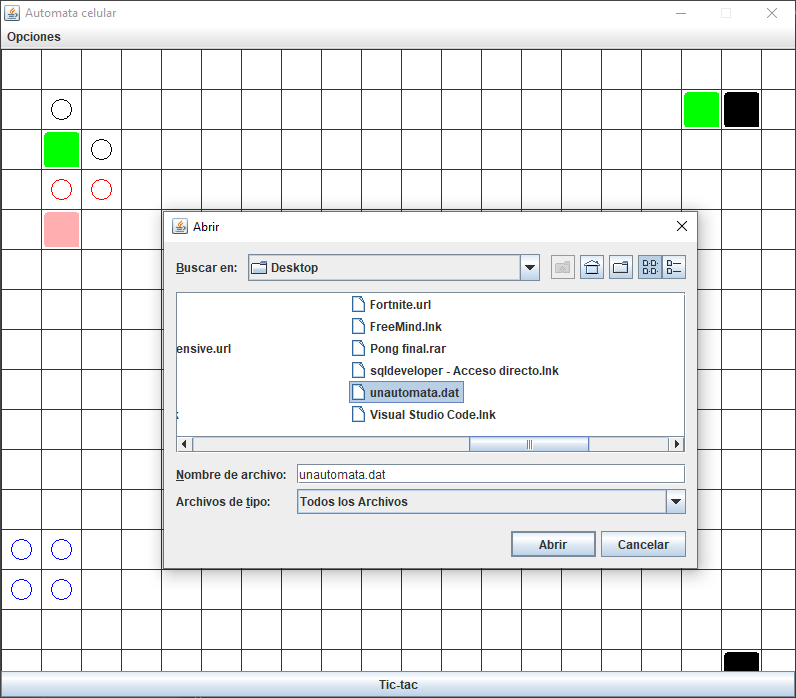 Automata celular
Opciones
Abrir
Buscar en: Desktop
Fortnite.url
FreeMind.lnk
ensive.url
Pong final.rar
sqldeveloper - Acceso directo.lnk
unautomata.dat
Visual Studio Code.lnk
Nombre de archivo: unautomata.dat
Archivos de tipo: Todos los Archivos
Abrir Cancelar
Tic-tac